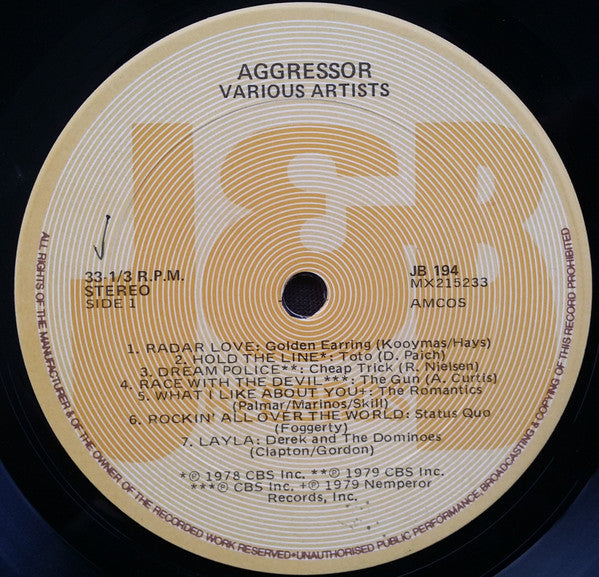 AGGRESSOR
VARIOUS ARTISTS
J&B
33-1/3 R.P.M.
STEREO
SIDE 1
JB 194
MX215233
AMCOS
1. RADAR LOVE: Golden Earring (Kooymas/Hays)
2. HOLD THE LINE*: Toto (D. Paich)
3. DREAM POLICE**: Cheap Trick (R. Nielsen)
4. RACE WITH THE DEVIL***: The Gun (A. Curtis)
5. WHAT I LIKE ABOUT YOU+: The Romantics
(Palmar/Marinos/Skill)
6. ROCKIN' ALL OVER THE WORLD: Status Quo
(Foggerty)
7. LAYLA: Derek and The Dominoes
(Clapton/Gordon)
*℗ 1978 CBS Inc. **℗ 1979 CBS Inc.
***℗ CBS Inc. +℗ 1979 Nemperor
Records, Inc.
ALL RIGHTS OF THE MANUFACTURER & OF THE OWNER OF THE RECORDED WORK RESERVED•UNAUTHORISED PUBLIC PERFORMANCE, BROADCASTING & COPYING OF THIS RECORD PROHIBITED